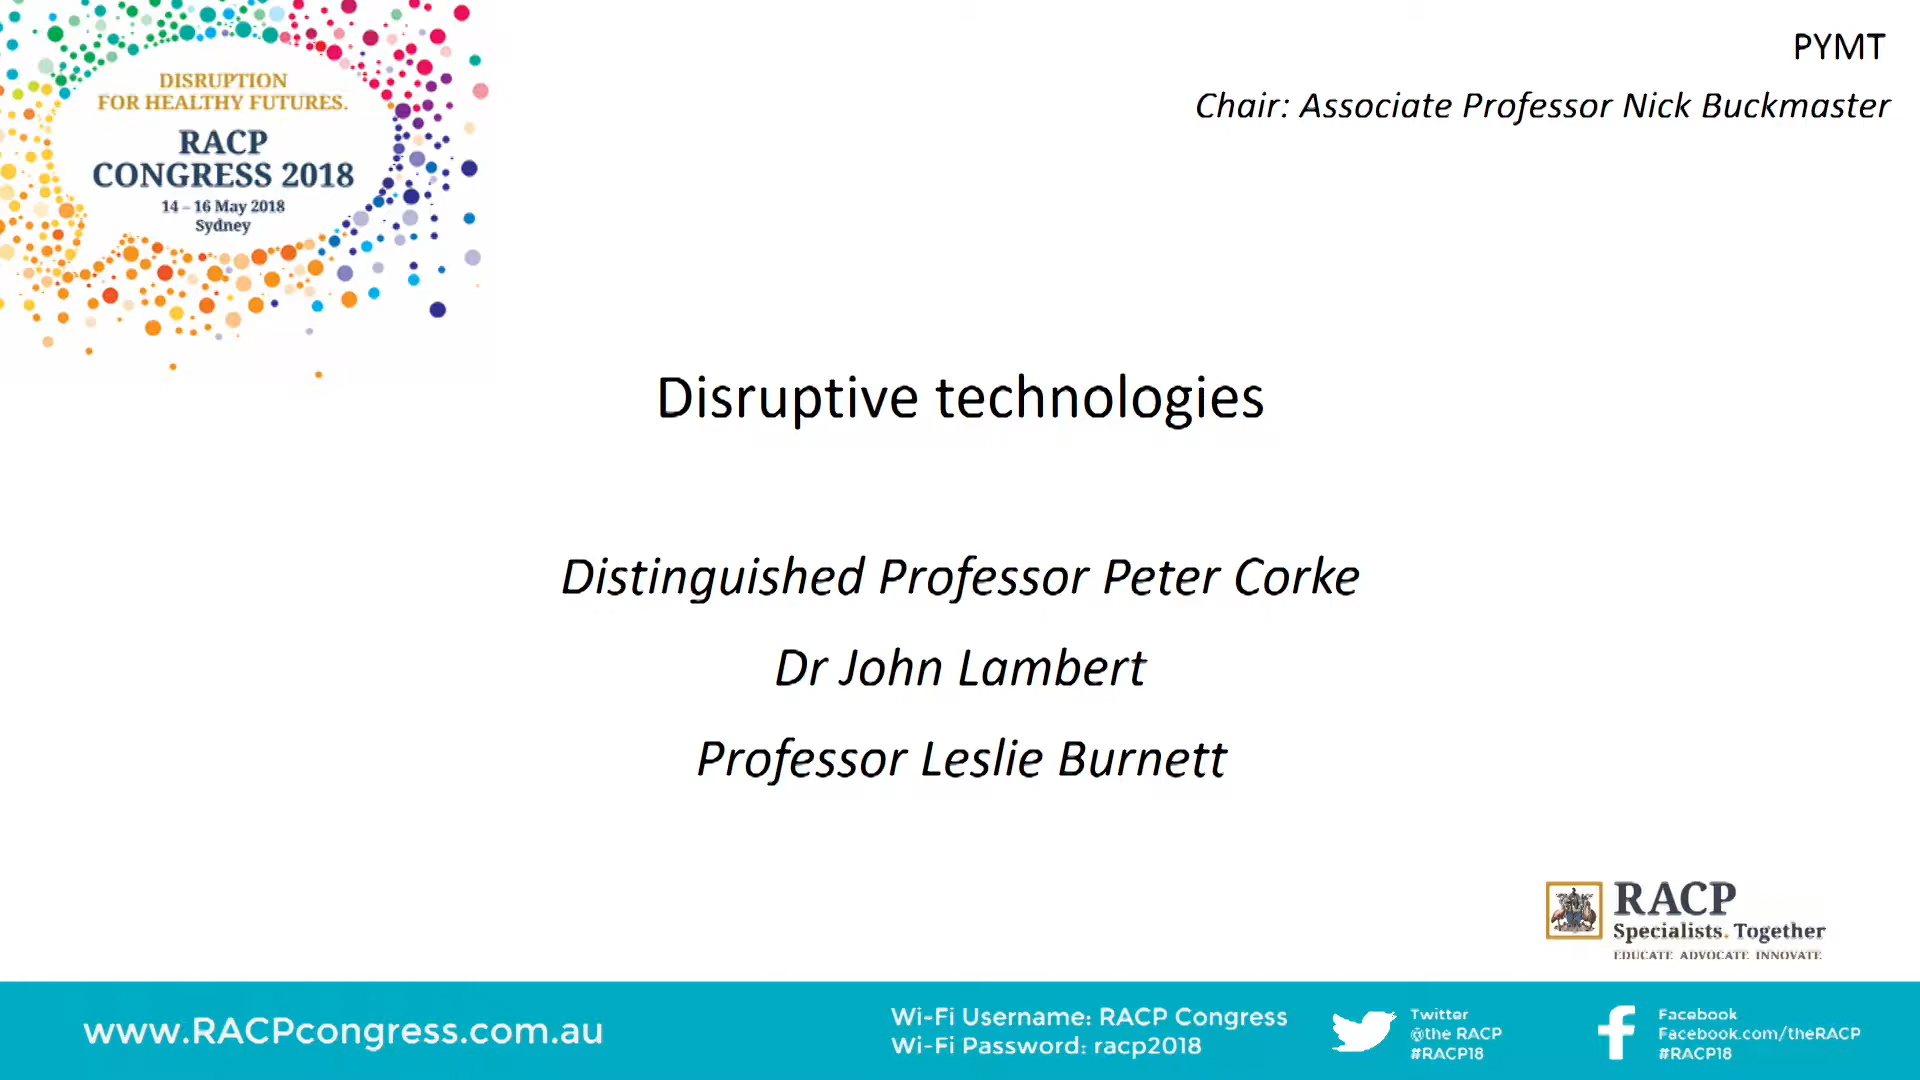 DISRUPTION
FOR HEALTHY FUTURES.
RACP
CONGRESS 2018
14 – 16 May 2018
Sydney
PYMT
Chair: Associate Professor Nick Buckmaster
Disruptive technologies
Distinguished Professor Peter Corke
Dr John Lambert
Professor Leslie Burnett
RACP
Specialists. Together
EDUCATE ADVOCATE INNOVATE
www.RACPcongress.com.au
Wi-Fi Username: RACP Congress
Wi-Fi Password: racp2018
Twitter
@the RACP
#RACP18
Facebook
Facebook.com/theRACP
#RACP18